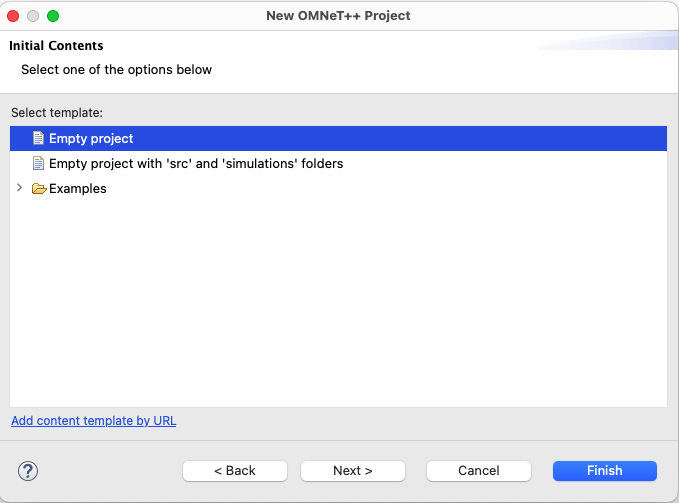 New OMNeT++ Project
Initial Contents
Select one of the options below
Select template:
Empty project
Empty project with 'src' and 'simulations' folders
Examples
Add content template by URL
? < Back Next > Cancel Finish